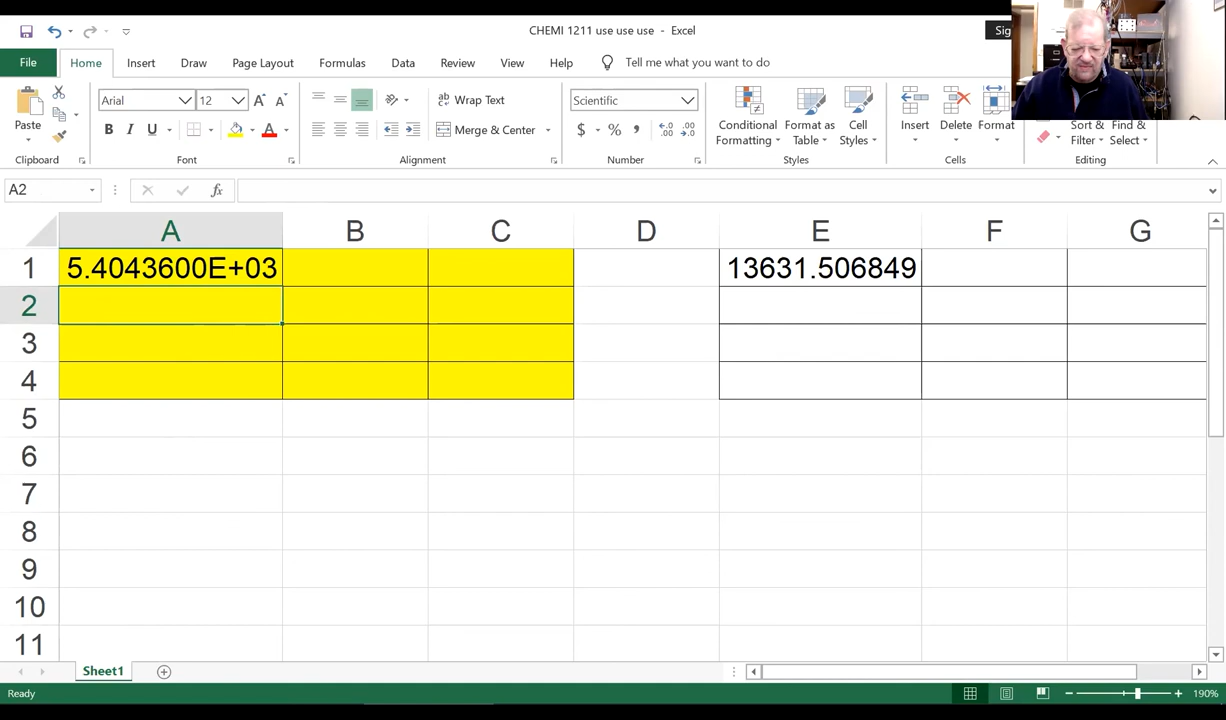 CHEMI 1211 use use use - Excel
Sig
File Home Insert Draw Page Layout Formulas Data Review View Help Tell me what you want to do
Paste
Arial 12
B I U A
Wrap Text
Merge & Center
Scientific
$ % ,
Conditional Formatting
Format as Table
Cell Styles
Insert Delete Format
Sort & Filter
Find & Select
Clipboard Font Alignment Number Styles Cells Editing
A2 fx
A B C D E F G
1 5.4043600E+03 13631.506849
2
3
4
5
6
7
8
9
10
11
Sheet1
Ready 190%